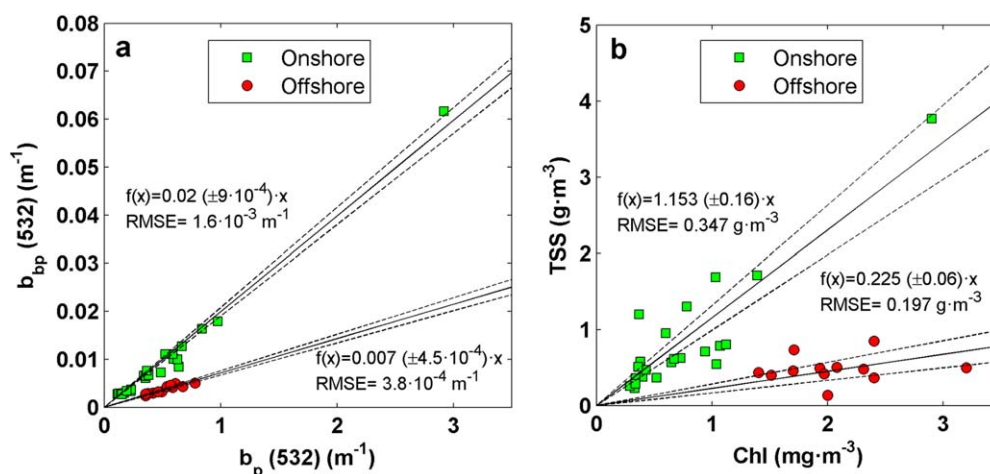 a
Onshore
Offshore
f(x)=0.02 (±9·10⁻⁴)·x
RMSE= 1.6·10⁻³ m⁻¹
f(x)=0.007 (±4.5·10⁻⁴)·x
RMSE= 3.8·10⁻⁴ m⁻¹
0.08
0.07
0.06
0.05
0.04
0.03
0.02
0.01
0
0 1 2 3
b_bp (532) (m⁻¹)
b_p (532) (m⁻¹)
b
Onshore
Offshore
f(x)=1.153 (±0.16)·x
RMSE= 0.347 g·m⁻³
f(x)=0.225 (±0.06)·x
RMSE= 0.197 g·m⁻³
5
4
3
2
1
0
0 1 2 3
TSS (g·m⁻³)
Chl (mg·m⁻³)